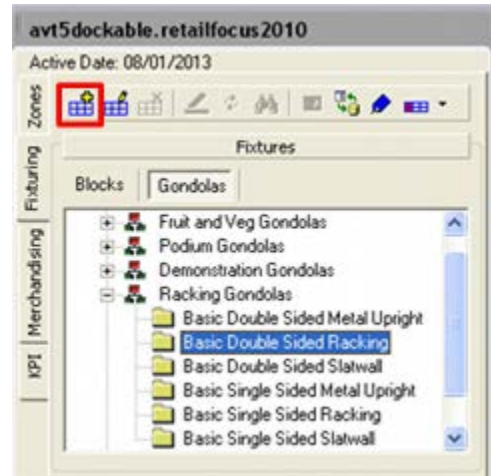 avt5dockable.retailfocus2010
Active Date: 08/01/2013
Zones
Fixturing
Merchandising
KPI
Fixtures
Blocks Gondolas
Fruit and Veg Gondolas
Podium Gondolas
Demonstration Gondolas
Racking Gondolas
Basic Double Sided Metal Upright
Basic Double Sided Racking
Basic Double Sided Slatwall
Basic Single Sided Metal Upright
Basic Single Sided Racking
Basic Single Sided Slatwall